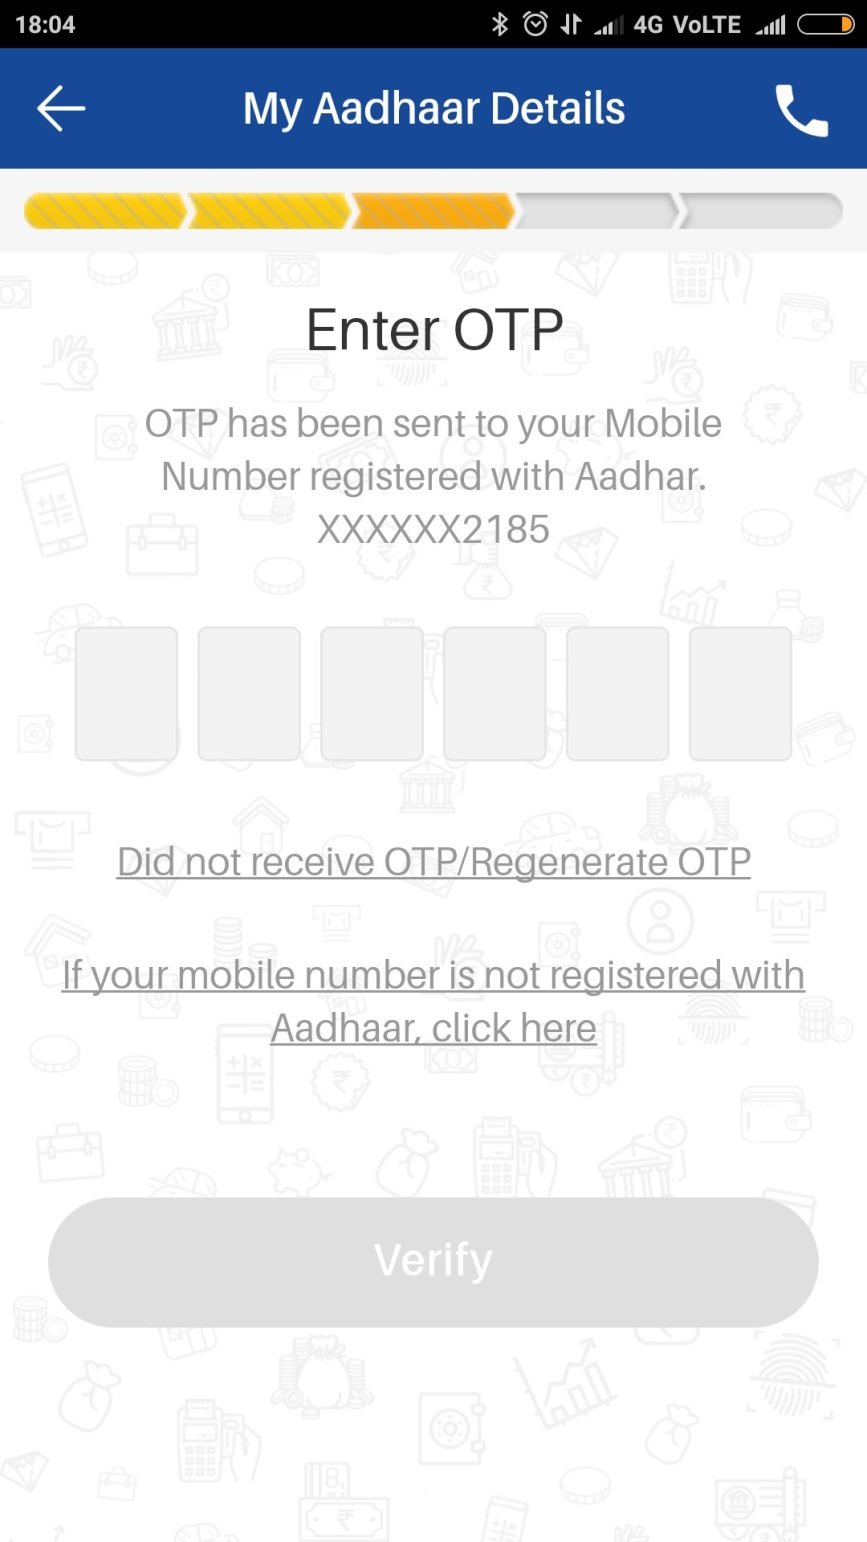 18:04 4G VoLTE
My Aadhaar Details
Enter OTP
OTP has been sent to your Mobile
Number registered with Aadhar.
XXXXXX2185
Did not receive OTP/Regenerate OTP
If your mobile number is not registered with
Aadhaar, click here
Verify